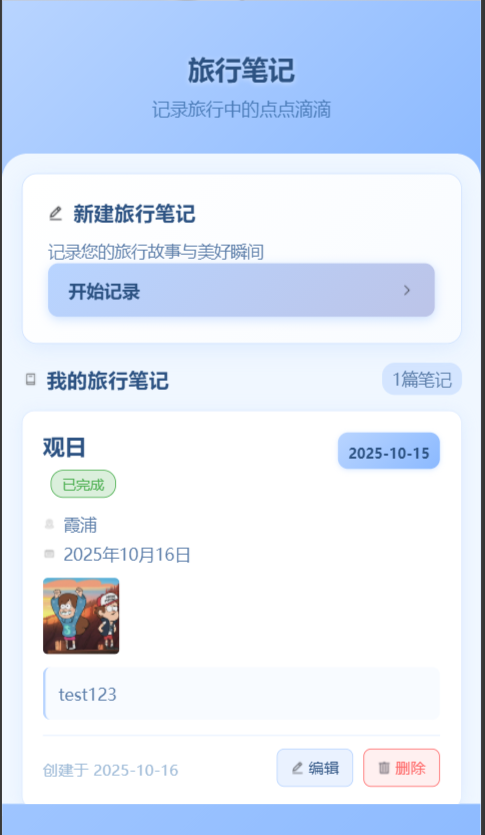 旅行笔记
记录旅行中的点点滴滴
新建旅行笔记
记录您的旅行故事与美好瞬间
开始记录
我的旅行笔记
1篇笔记
观日
2025-10-15
已完成
霞浦
2025年10月16日
test123
创建于 2025-10-16
编辑
删除